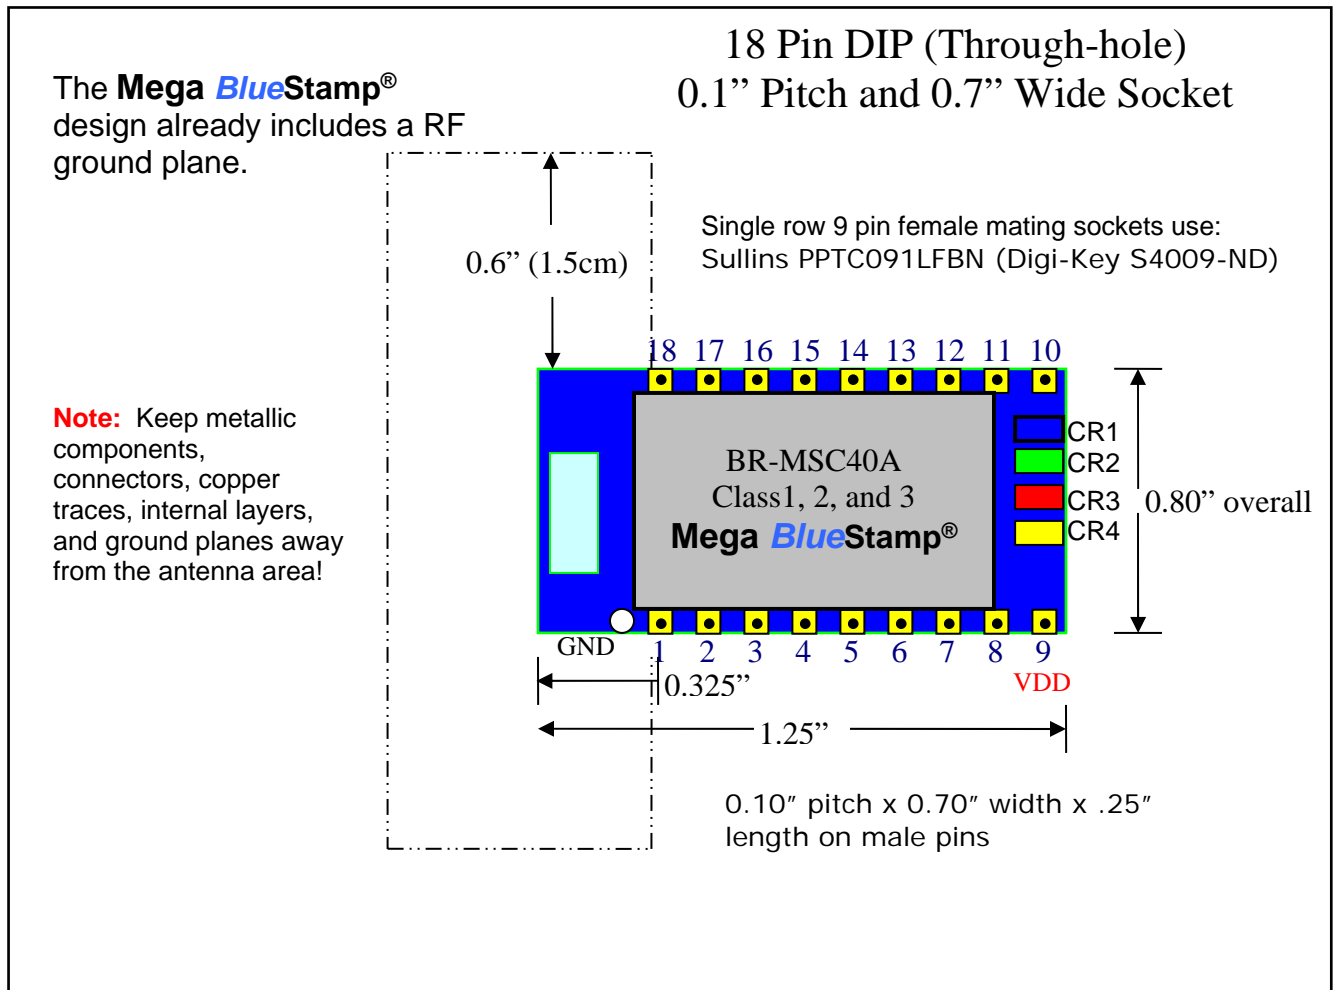 18 Pin DIP (Through-hole)
0.1” Pitch and 0.7” Wide Socket
The Mega BlueStamp®
design already includes a RF
ground plane.
Single row 9 pin female mating sockets use:
Sullins PPTC091LFBN (Digi-Key S4009-ND)
0.6” (1.5cm)
18 17 16 15 14 13 12 11 10
Note: Keep metallic
components,
connectors, copper
traces, internal layers,
and ground planes away
from the antenna area!
BR-MSC40A
Class1, 2, and 3
Mega BlueStamp®
CR1
CR2
CR3
CR4
0.80” overall
GND
1 2 3 4 5 6 7 8 9
VDD
0.325”
1.25”
0.10” pitch x 0.70” width x .25”
length on male pins